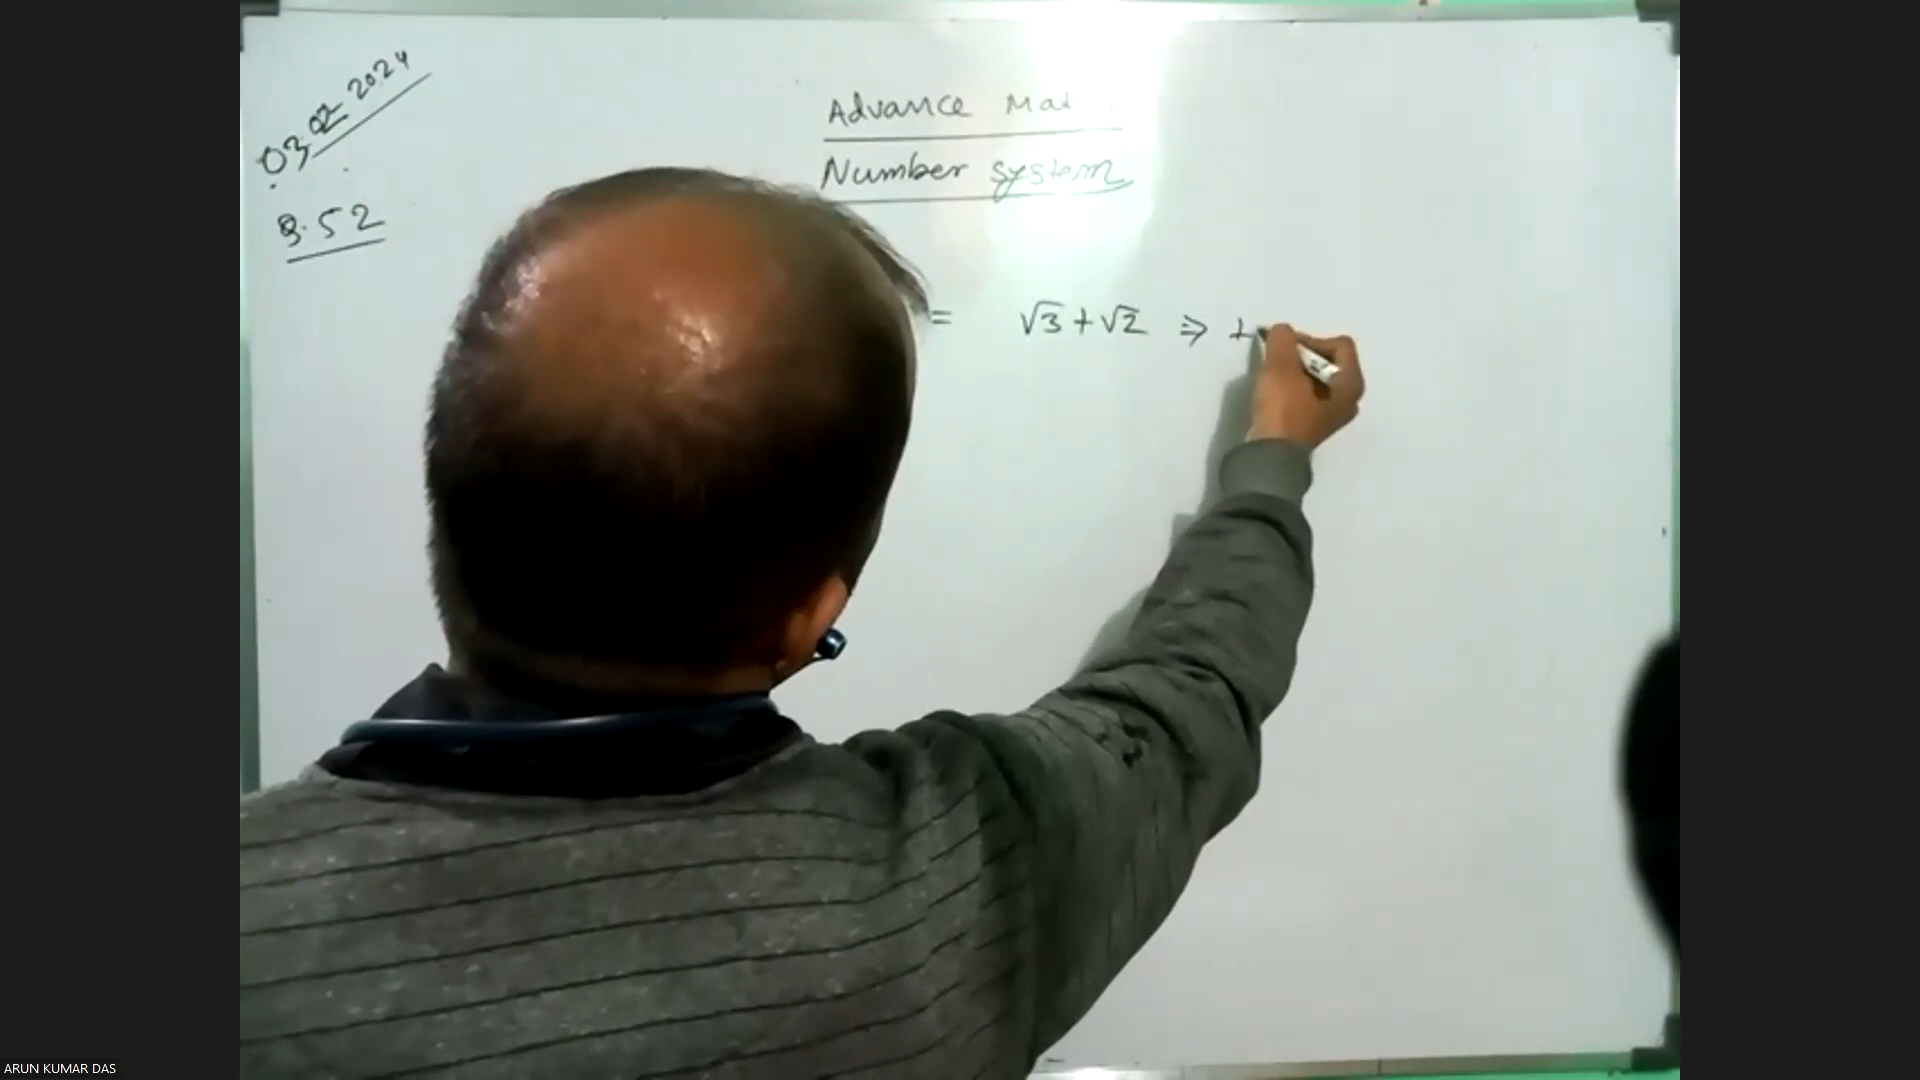 03.02 2024
Advance Mat
Number system
8.52
= √3+√2 ⇒ +
ARUN KUMAR DAS